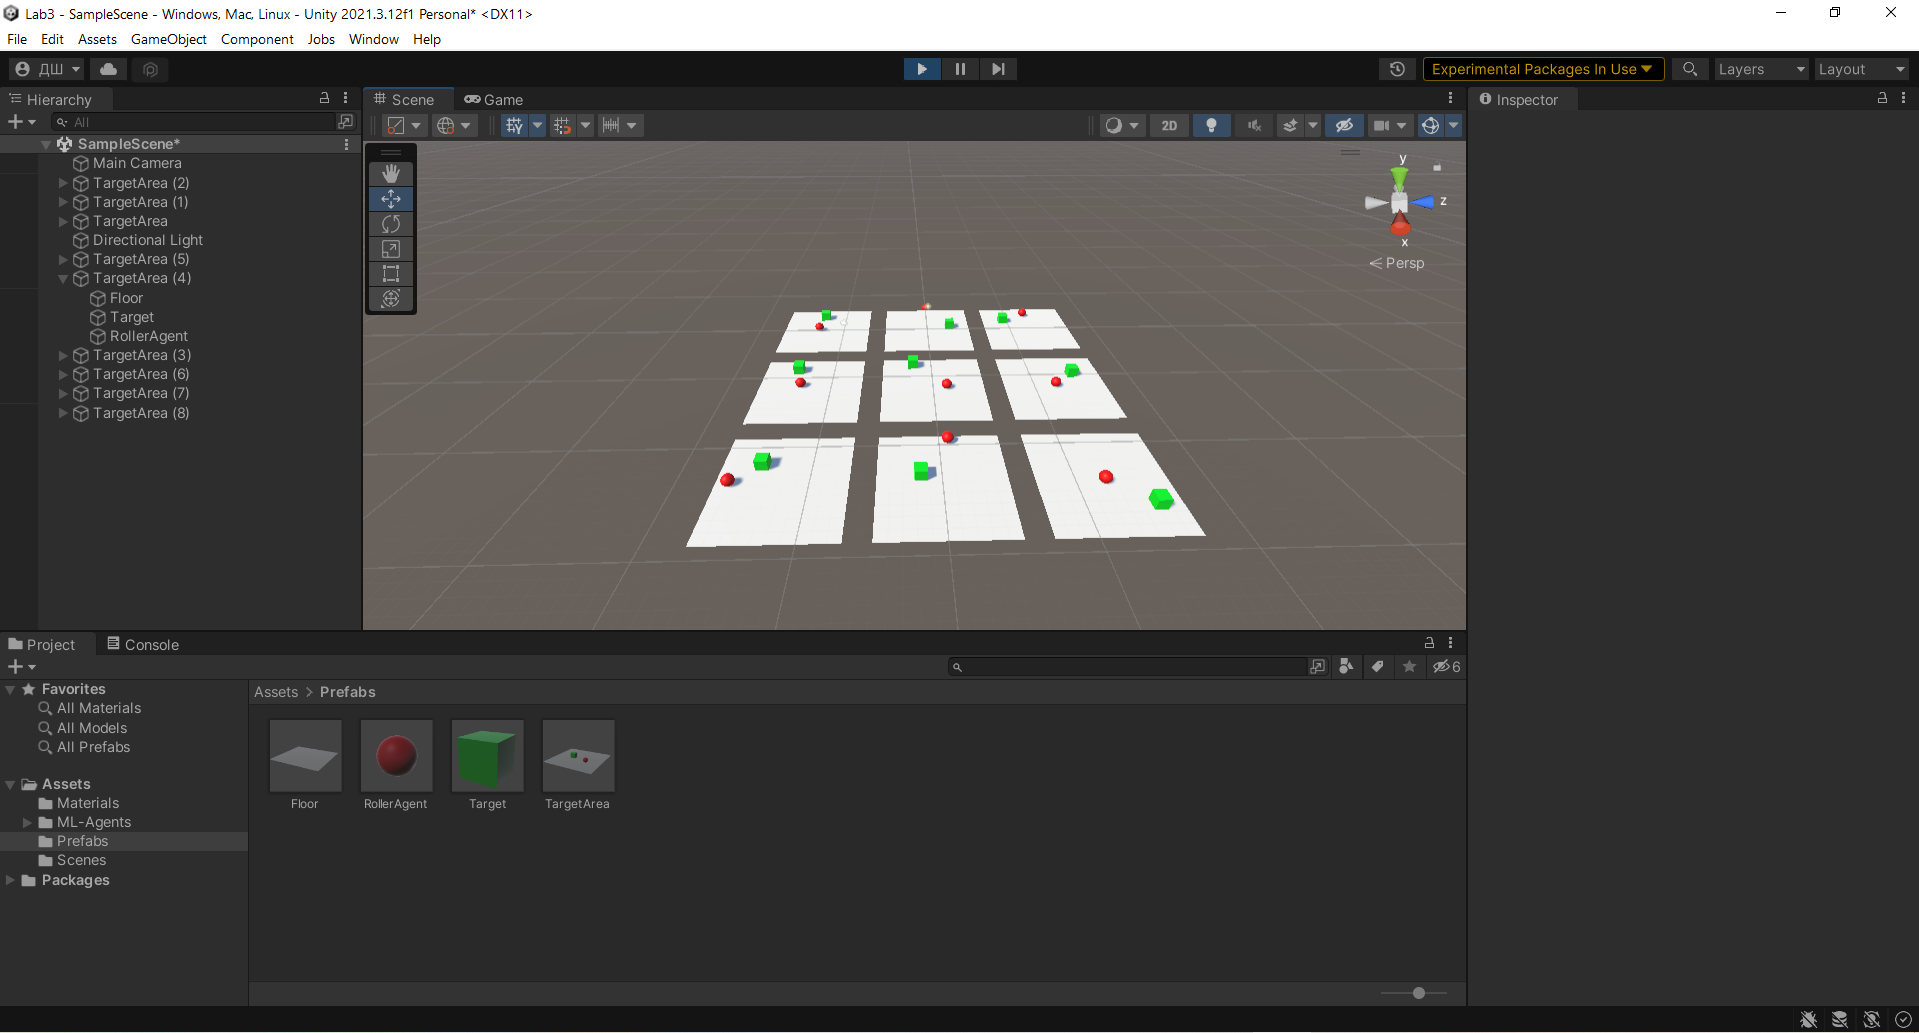 Lab3 - SampleScene - Windows, Mac, Linux - Unity 2021.3.12f1 Personal* <DX11>
File Edit Assets GameObject Component Jobs Window Help
ДШ
Experimental Packages In Use
Layers
Layout
Hierarchy
All
SampleScene*
Main Camera
TargetArea (2)
TargetArea (1)
TargetArea
Directional Light
TargetArea (5)
TargetArea (4)
Floor
Target
RollerAgent
TargetArea (3)
TargetArea (6)
TargetArea (7)
TargetArea (8)
Scene
Game
2D
y
z
x
Persp
Inspector
Project
Console
6
Favorites
All Materials
All Models
All Prefabs
Assets
Materials
ML-Agents
Prefabs
Scenes
Packages
Assets > Prefabs
Floor
RollerAgent
Target
TargetArea